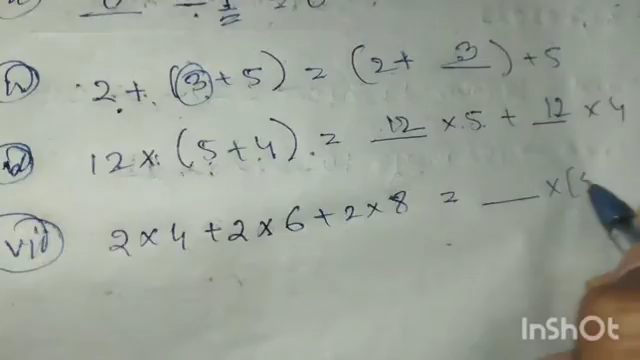 2 + (3 + 5) = (2 + 3) + 5
12 × (5 + 4) = 12 × 5 + 12 × 4
vii) 2 × 4 + 2 × 6 + 2 × 8 = __ × (
InShOt